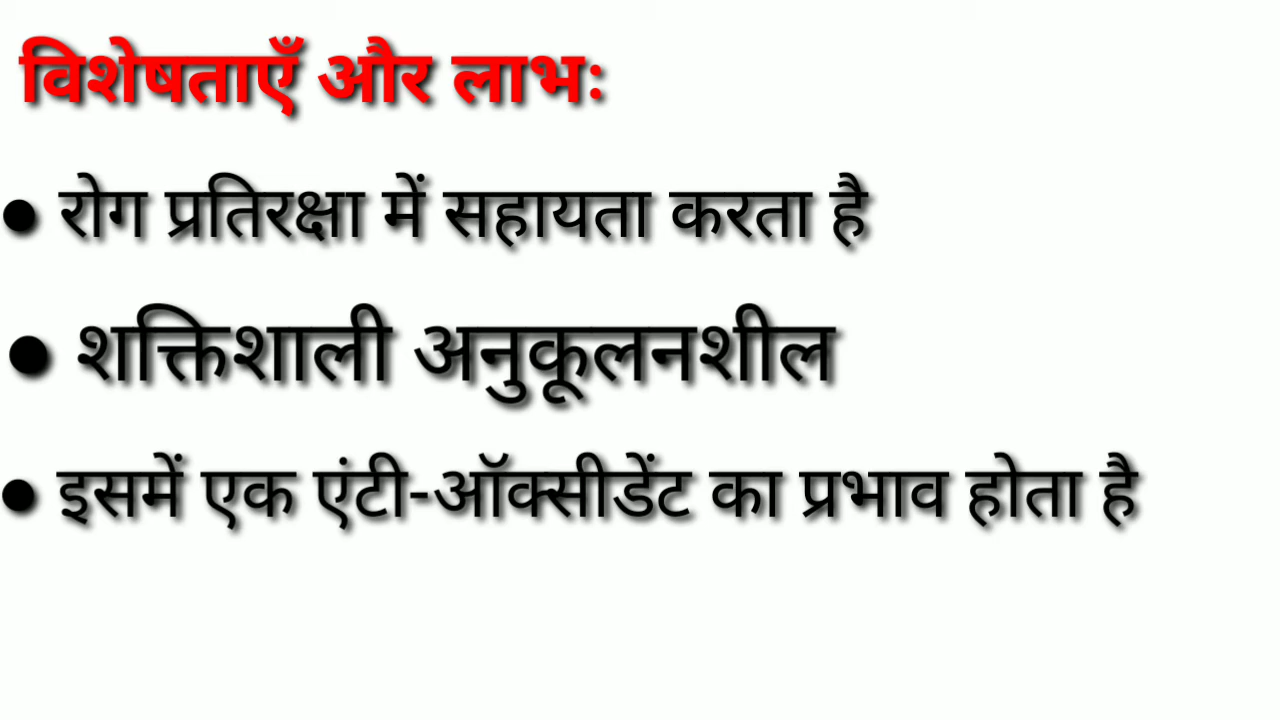 विशेषताएँ और लाभः
• रोग प्रतिरक्षा में सहायता करता है
• शक्तिशाली अनुकूलनशील
• इसमें एक एंटी-ऑक्सीडेंट का प्रभाव होता है